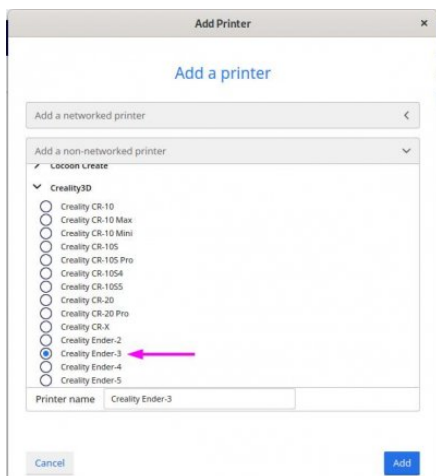 Add Printer
Add a printer
Add a networked printer
Add a non-networked printer
Cocoon Create
Creality3D
Creality CR-10
Creality CR-10 Max
Creality CR-10 Mini
Creality CR-10S
Creality CR-10S Pro
Creality CR-10S4
Creality CR-10S5
Creality CR-20
Creality CR-20 Pro
Creality CR-X
Creality Ender-2
Creality Ender-3
Creality Ender-4
Creality Ender-5
Printer name Creality Ender-3
Cancel Add